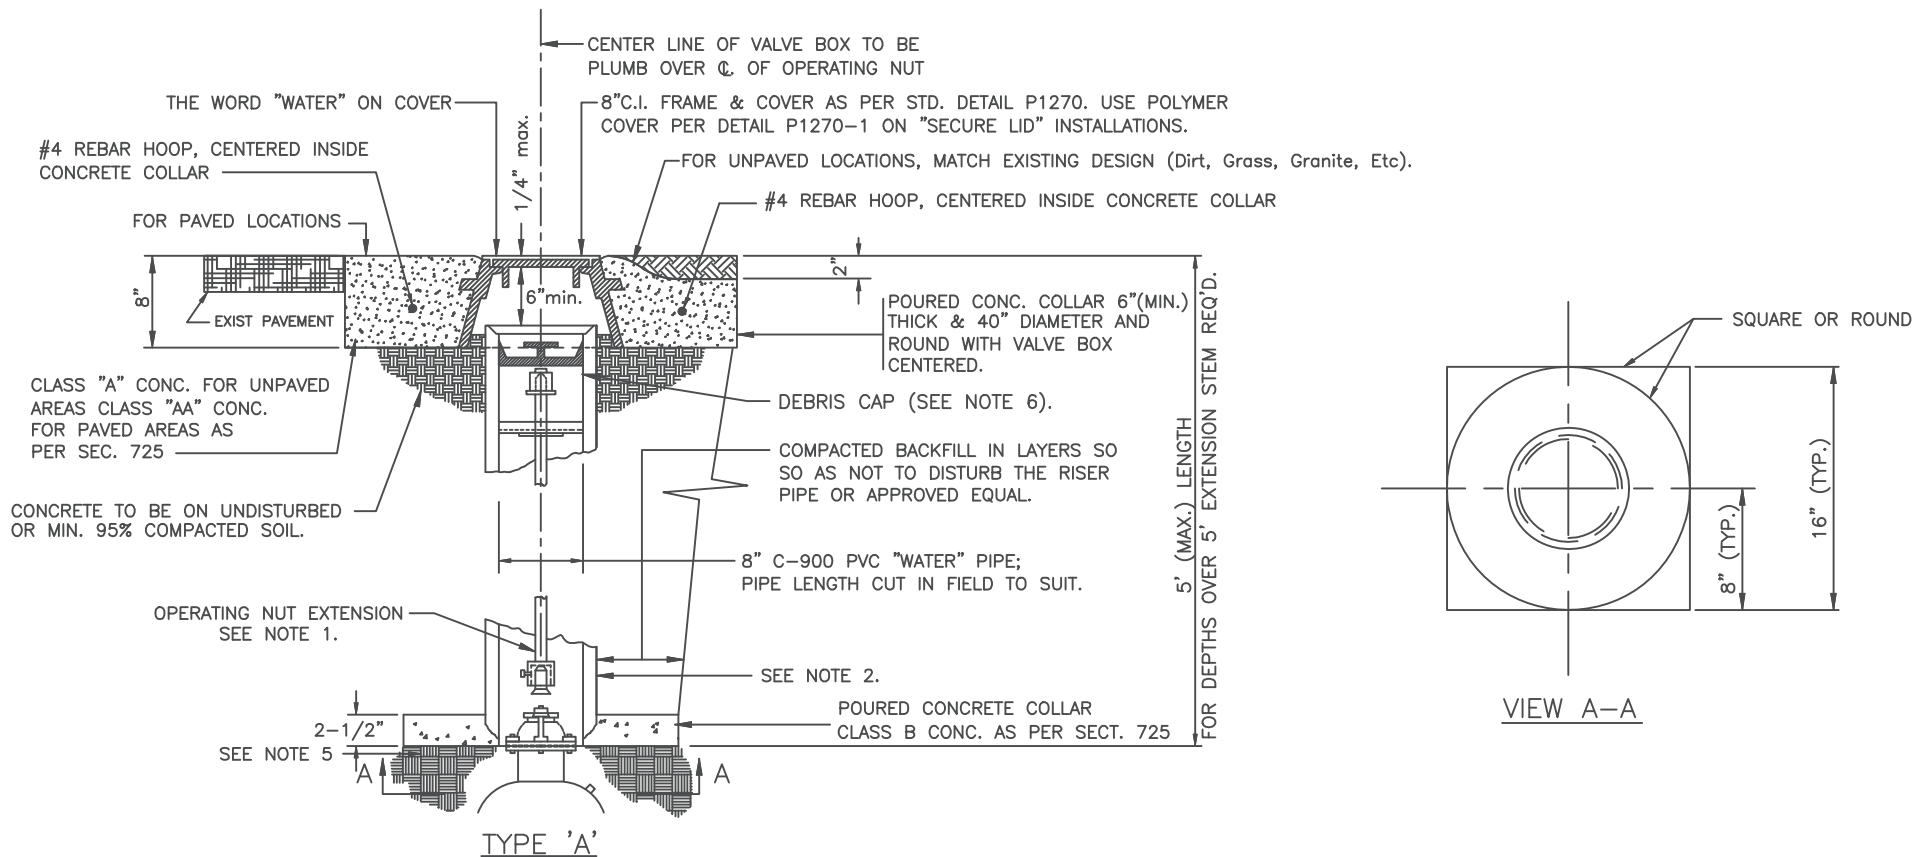 CENTER LINE OF VALVE BOX TO BE
PLUMB OVER ℄ OF OPERATING NUT
THE WORD "WATER" ON COVER
8"C.I. FRAME & COVER AS PER STD. DETAIL P1270. USE POLYMER
COVER PER DETAIL P1270-1 ON "SECURE LID" INSTALLATIONS.
#4 REBAR HOOP, CENTERED INSIDE
CONCRETE COLLAR
1/4" max.
FOR UNPAVED LOCATIONS, MATCH EXISTING DESIGN (Dirt, Grass, Granite, Etc).
#4 REBAR HOOP, CENTERED INSIDE CONCRETE COLLAR
FOR PAVED LOCATIONS
8"
2"
6"min.
EXIST PAVEMENT
POURED CONC. COLLAR 6"(MIN.)
THICK & 40" DIAMETER AND
ROUND WITH VALVE BOX
CENTERED.
CLASS "A" CONC. FOR UNPAVED
AREAS CLASS "AA" CONC.
FOR PAVED AREAS AS
PER SEC. 725
DEBRIS CAP (SEE NOTE 6).
COMPACTED BACKFILL IN LAYERS SO
SO AS NOT TO DISTURB THE RISER
PIPE OR APPROVED EQUAL.
CONCRETE TO BE ON UNDISTURBED
OR MIN. 95% COMPACTED SOIL.
8" C-900 PVC "WATER" PIPE;
PIPE LENGTH CUT IN FIELD TO SUIT.
5' (MAX.) LENGTH
FOR DEPTHS OVER 5' EXTENSION STEM REQ'D.
OPERATING NUT EXTENSION
SEE NOTE 1.
SEE NOTE 2.
POURED CONCRETE COLLAR
CLASS B CONC. AS PER SECT. 725
2-1/2"
SEE NOTE 5
A
A
TYPE 'A'
SQUARE OR ROUND
8" (TYP.)
16" (TYP.)
VIEW A-A